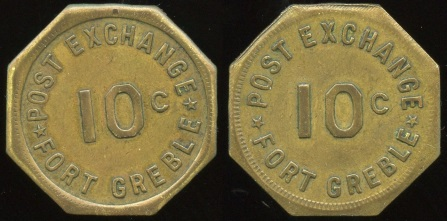 ★ POST EXCHANGE ★
10C
FORT GREBLE
★ POST EXCHANGE ★
10C
FORT GREBLE